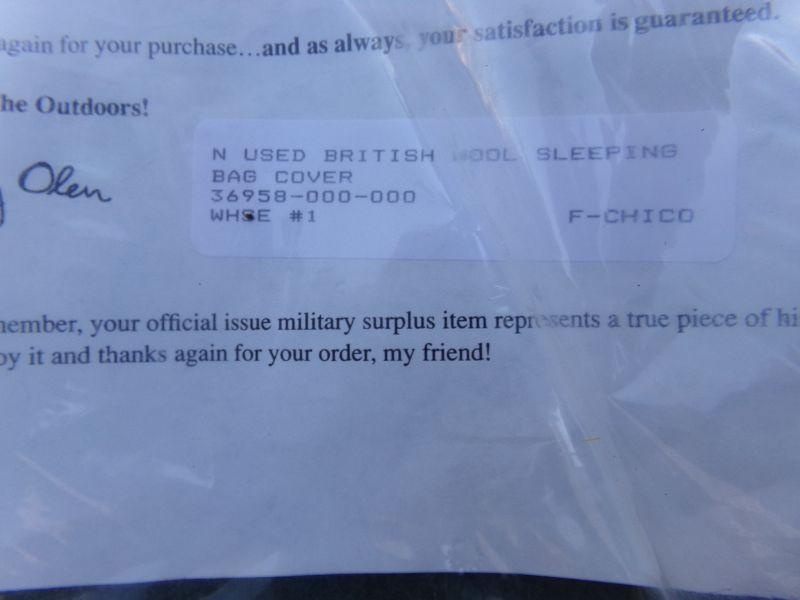 again for your purchase...and as always, your satisfaction is guaranteed.
he Outdoors!
Olen
N USED BRITISH WOOL SLEEPING
BAG COVER
36958-000-000
WHSE #1 F-CHICO
member, your official issue military surplus item represents a true piece of hi
oy it and thanks again for your order, my friend!